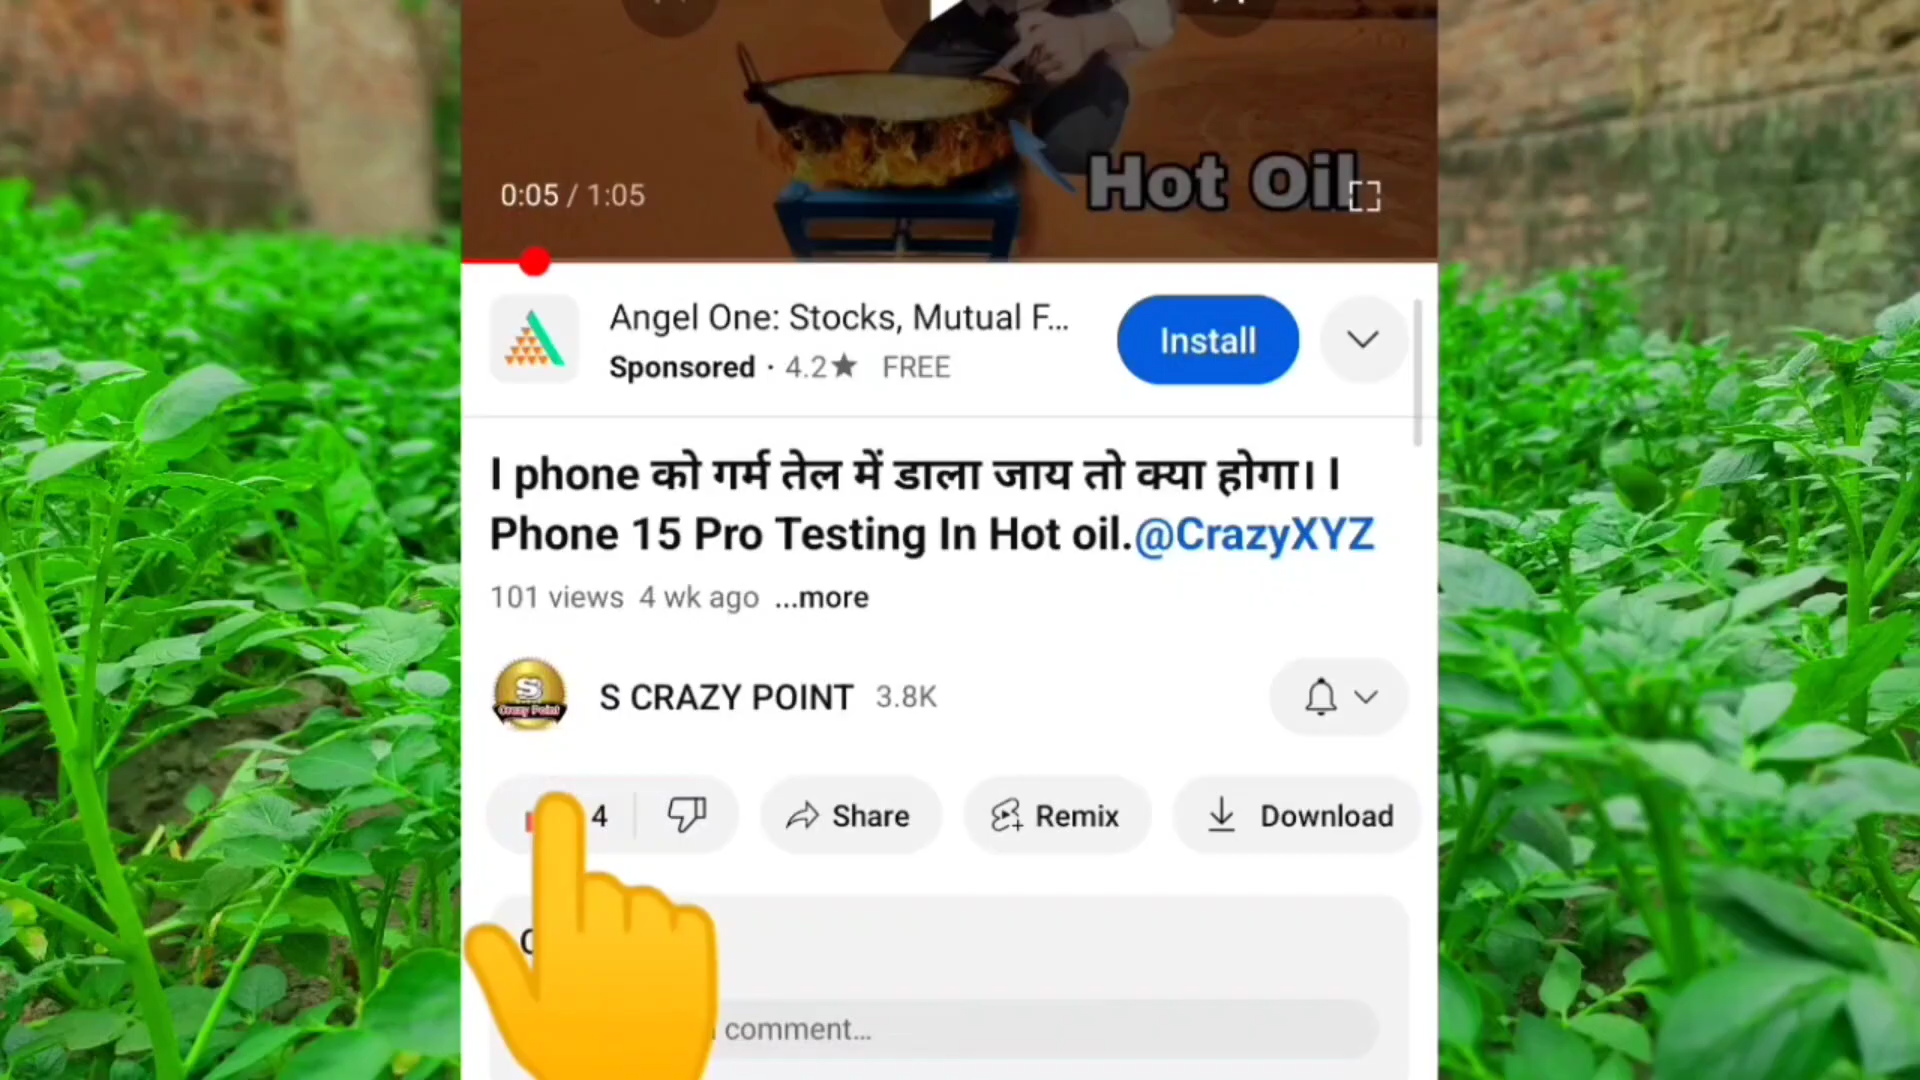 Hot Oil
0:05 / 1:05
Angel One: Stocks, Mutual F...
Install
Sponsored · 4.2★ FREE
I phone को गर्म तेल में डाला जाय तो क्या होगा। I
Phone 15 Pro Testing In Hot oil.@CrazyXYZ
101 views 4 wk ago ...more
S
Crazy Point
S CRAZY POINT 3.8K
4
Share
Remix
Download
comment...